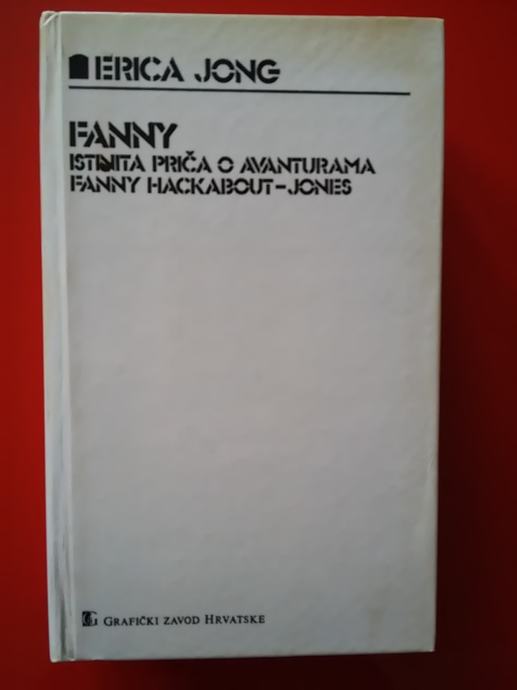 ERICA JONG
FANNY
ISTINITA PRIČA O AVANTURAMA
FANNY HACKABOUT-JONES
GRAFIČKI ZAVOD HRVATSKE